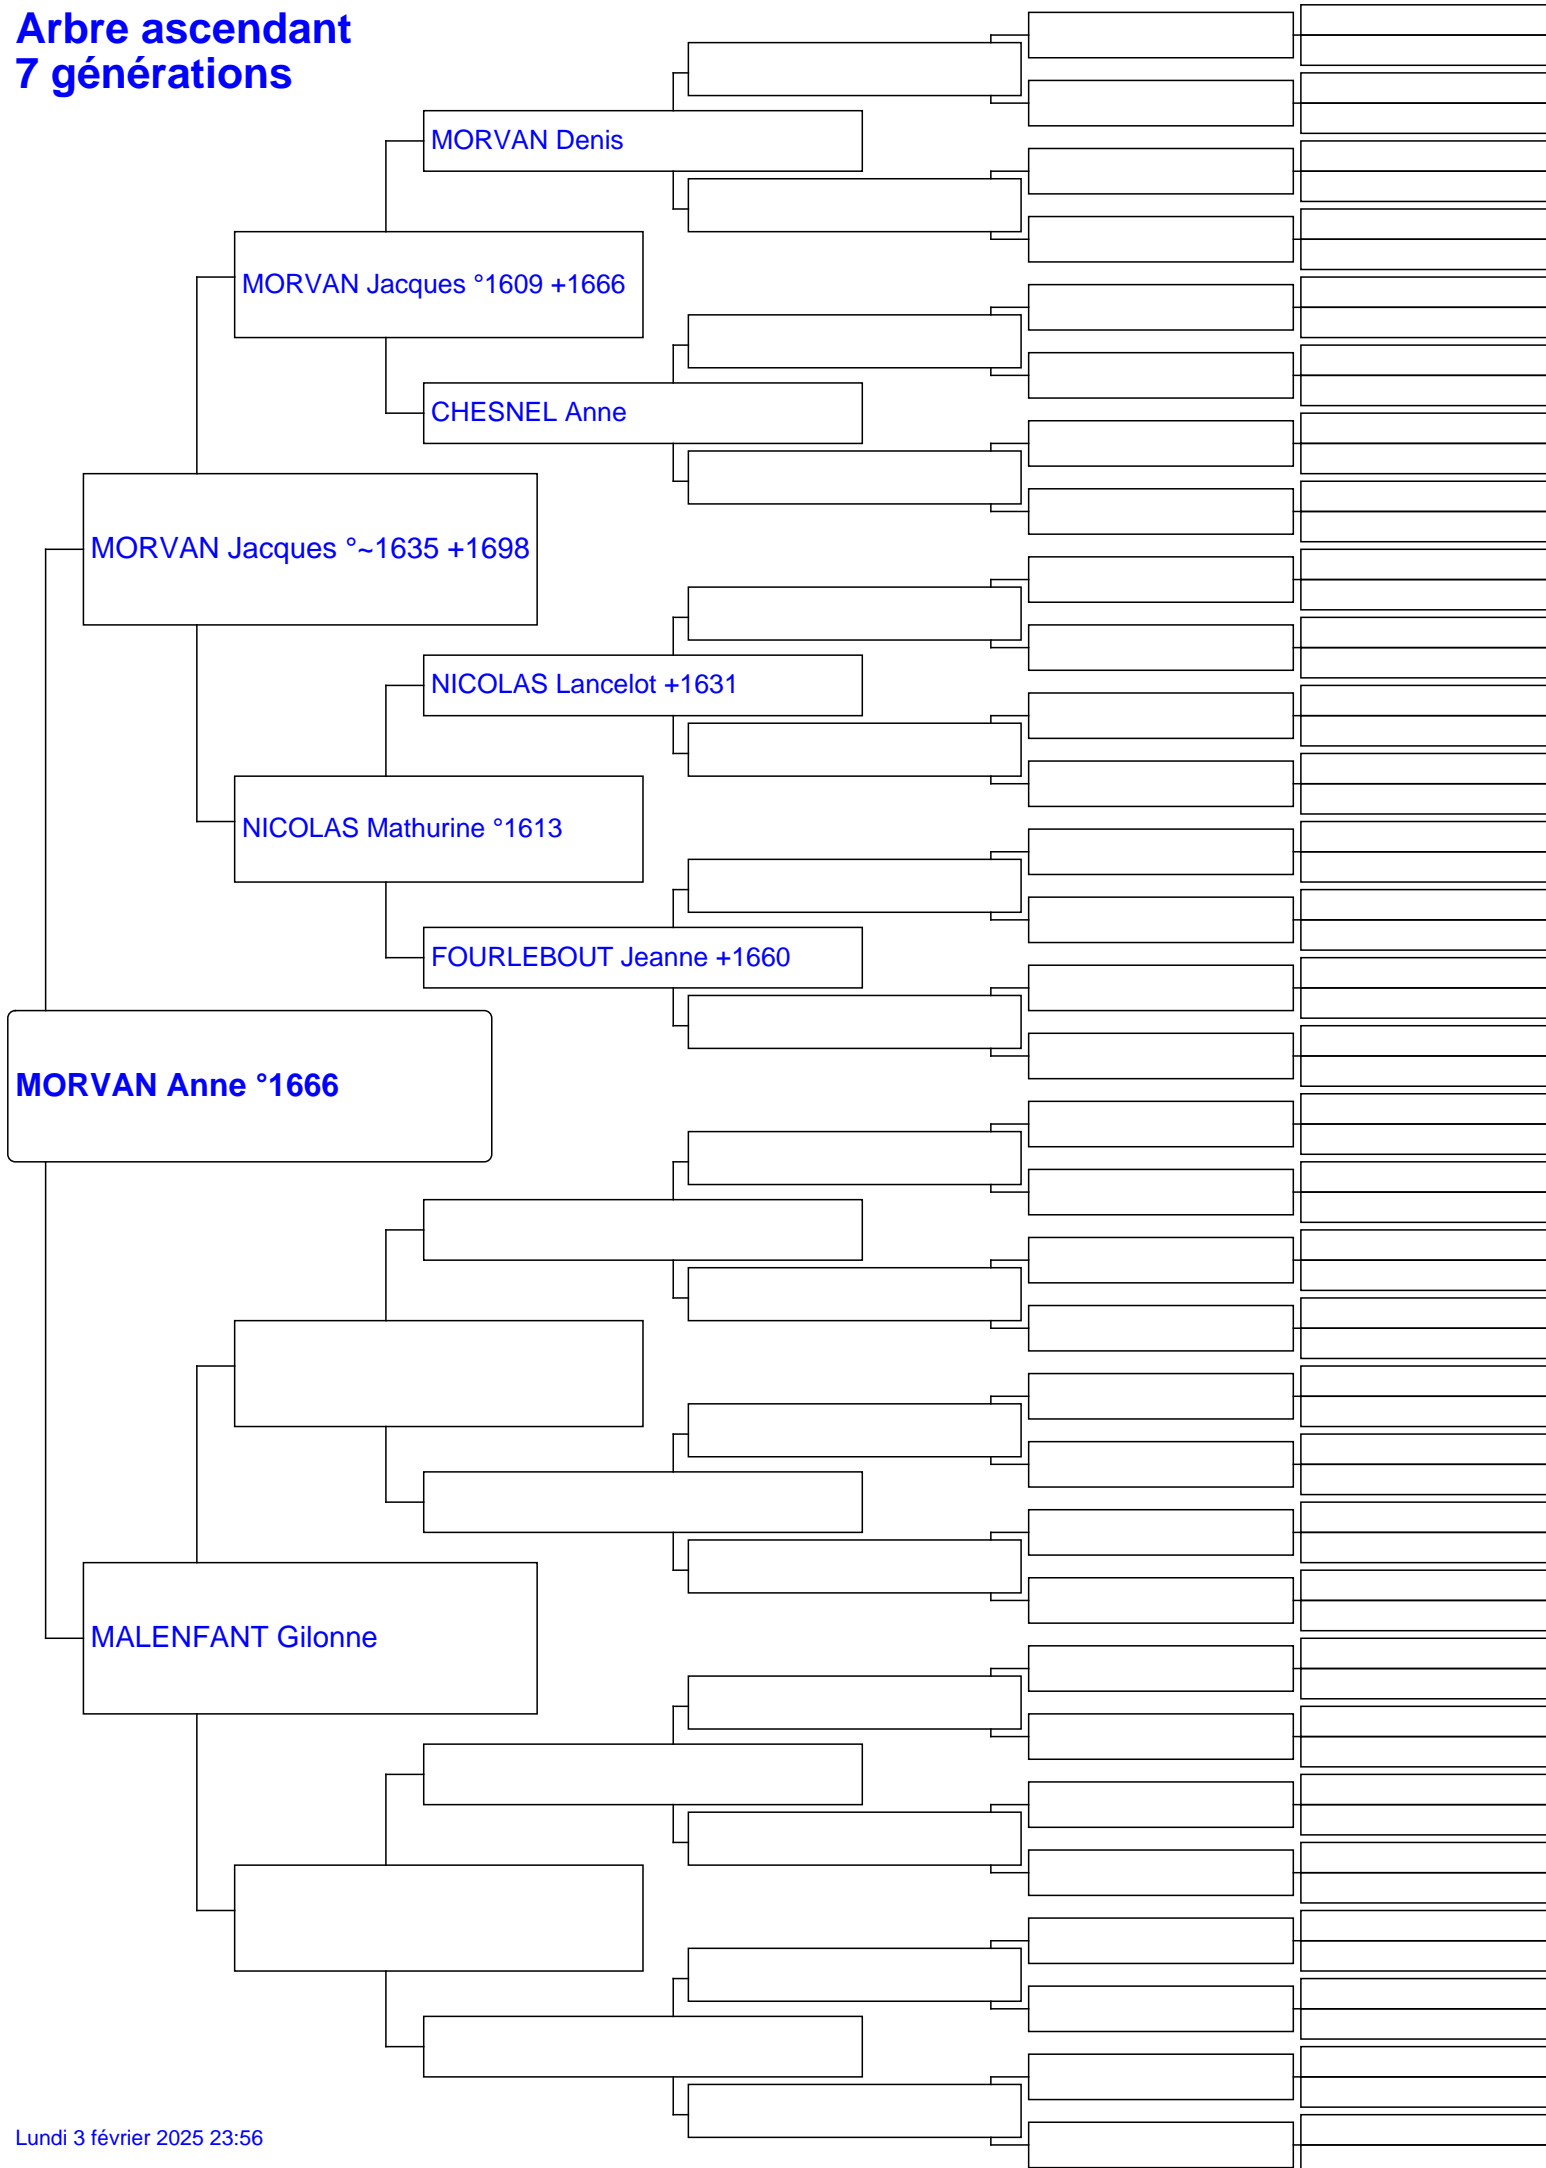 Arbre ascendant
7 générations
MORVAN Denis
MORVAN Jacques °1609 +1666
CHESNEL Anne
MORVAN Jacques °~1635 +1698
NICOLAS Lancelot +1631
NICOLAS Mathurine °1613
FOURLEBOUT Jeanne +1660
MORVAN Anne °1666
MALENFANT Gilonne
Lundi 3 février 2025 23:56